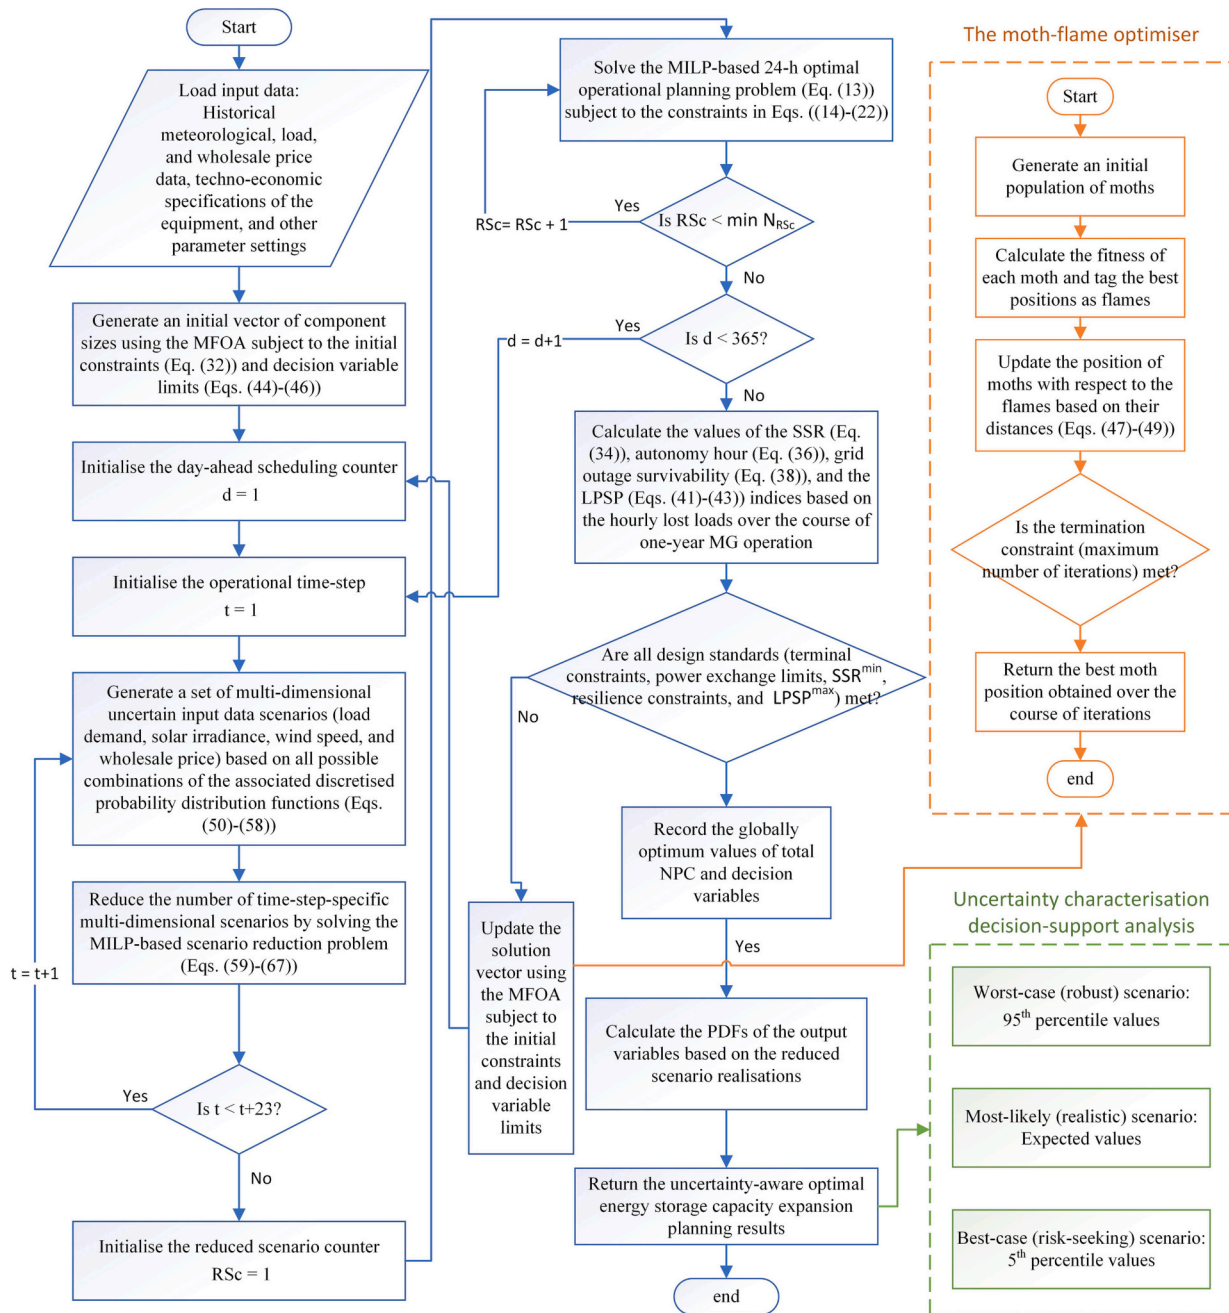 Start
Load input data:
Historical
meteorological, load,
and wholesale price
data, techno-economic
specifications of the
equipment, and other
parameter settings
Generate an initial vector of component
sizes using the MFOA subject to the initial
constraints (Eq. (32)) and decision variable
limits (Eqs. (44)-(46))
Initialise the day-ahead scheduling counter
d = 1
Initialise the operational time-step
t = 1
Generate a set of multi-dimensional
uncertain input data scenarios (load
demand, solar irradiance, wind speed, and
wholesale price) based on all possible
combinations of the associated discretised
probability distribution functions (Eqs.
(50)-(58))
Reduce the number of time-step-specific
multi-dimensional scenarios by solving the
MILP-based scenario reduction problem
(Eqs. (59)-(67))
t = t+1
Yes
Is t < t+23?
No
Initialise the reduced scenario counter
RSc = 1
Solve the MILP-based 24-h optimal
operational planning problem (Eq. (13))
subject to the constraints in Eqs. ((14)-(22))
Yes
RSc= RSc + 1
Is RSc < min N_RSc
No
Yes
d = d+1
Is d < 365?
No
Calculate the values of the SSR (Eq.
(34)), autonomy hour (Eq. (36)), grid
outage survivability (Eq. (38)), and the
LPSP (Eqs. (41)-(43)) indices based on
the hourly lost loads over the course of
one-year MG operation
Are all design standards (terminal
constraints, power exchange limits, SSR^min,
resilience constraints, and LPSP^max) met?
No
Update the
solution
vector using
the MFOA
subject to
the initial
constraints
and decision
variable
limits
Record the globally
optimum values of total
NPC and decision
variables
Yes
Calculate the PDFs of the output
variables based on the reduced
scenario realisations
Return the uncertainty-aware optimal
energy storage capacity expansion
planning results
end
The moth-flame optimiser
Start
Generate an initial
population of moths
Calculate the fitness of
each moth and tag the best
positions as flames
Update the position of
moths with respect to the
flames based on their
distances (Eqs. (47)-(49))
Is the termination
constraint (maximum
number of iterations) met?
Return the best moth
position obtained over the
course of iterations
end
Uncertainty characterisation
decision-support analysis
Worst-case (robust) scenario:
95th percentile values
Most-likely (realistic) scenario:
Expected values
Best-case (risk-seeking) scenario:
5th percentile values